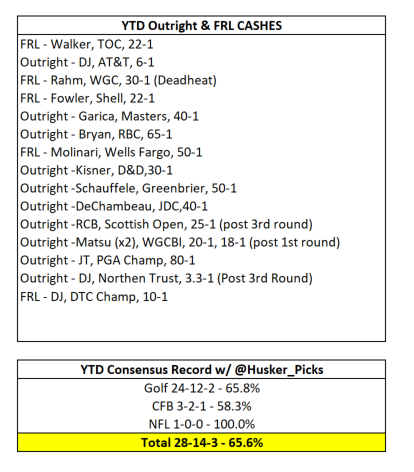 YTD Outright & FRL CASHES
FRL - Walker, TOC, 22-1
Outright - DJ, AT&T, 6-1
FRL - Rahm, WGC, 30-1 (Deadheat)
FRL - Fowler, Shell, 22-1
Outright - Garica, Masters, 40-1
Outright - Bryan, RBC, 65-1
FRL - Molinari, Wells Fargo, 50-1
Outright -Kisner, D&D,30-1
Outright -Schauffele, Greenbrier, 50-1
Outright -DeChambeau, JDC,40-1
Outright -RCB, Scottish Open, 25-1 (post 3rd round)
Outright -Matsu (x2), WGCBI, 20-1, 18-1 (post 1st round)
Outright - JT, PGA Champ, 80-1
Outright - DJ, Northen Trust, 3.3-1 (Post 3rd Round)
FRL - DJ, DTC Champ, 10-1
YTD Consensus Record w/ @Husker_Picks
Golf 24-12-2 - 65.8%
CFB 3-2-1 - 58.3%
NFL 1-0-0 - 100.0%
Total 28-14-3 - 65.6%